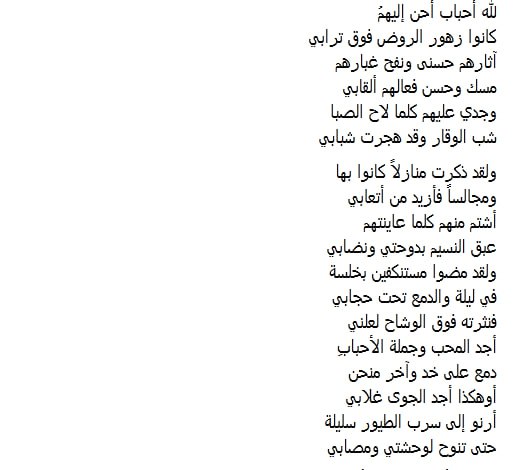 لله أحباب أحن إليهمُ
كانوا زهور الروض فوق ترابي
آثارهم حسنى ونفح غبارهم
مسك وحسن فعالهم ألقابي
وجدي عليهم كلما لاح الصبا
شب الوقار وقد هجرت شبابي
ولقد ذكرت منازلاً كانوا بها
ومجالساً فأزيد من أتعابي
أشتم منهم كلما عاينتهم
عبق النسيم بدوحتي ونضابي
ولقد مضوا مستنكفين بخلسة
في ليلة والدمع تحت حجابي
فنثرته فوق الوشاح لعلني
أجد المحب وجملة الأحبابِ
دمع على خد وآخر منحن
أوهكذا أجد الجوى غلابي
أرنو إلى سرب الطيور سليلة
حتى تنوح لوحشتي ومصابي